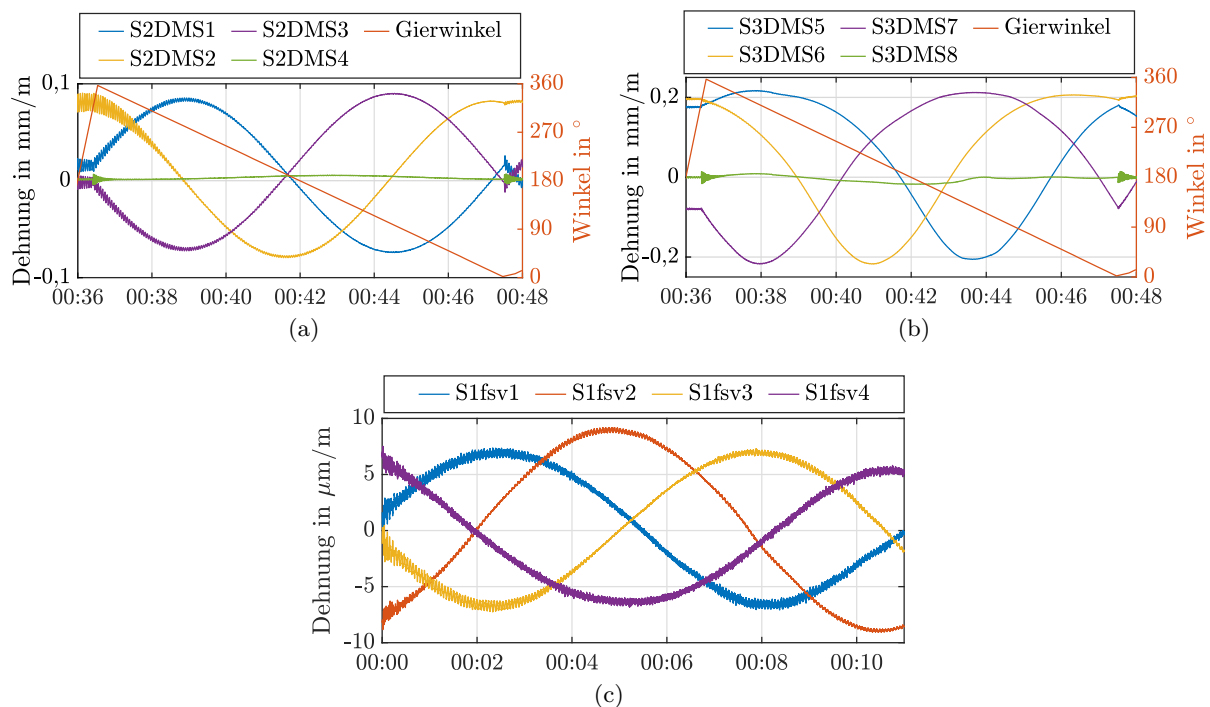 S2DMS1 S2DMS3 Gierwinkel
S2DMS2 S2DMS4
0,1
0
-0,1
Dehnung in mm/m
360
270
180
90
0
Winkel in °
00:36 00:38 00:40 00:42 00:44 00:46 00:48
(a)
S3DMS5 S3DMS7 Gierwinkel
S3DMS6 S3DMS8
0,2
0
-0,2
Dehnung in mm/m
360
270
180
90
0
Winkel in °
00:36 00:38 00:40 00:42 00:44 00:46 00:48
(b)
S1fsv1 S1fsv2 S1fsv3 S1fsv4
10
5
0
-5
-10
Dehnung in μm/m
00:00 00:02 00:04 00:06 00:08 00:10
(c)